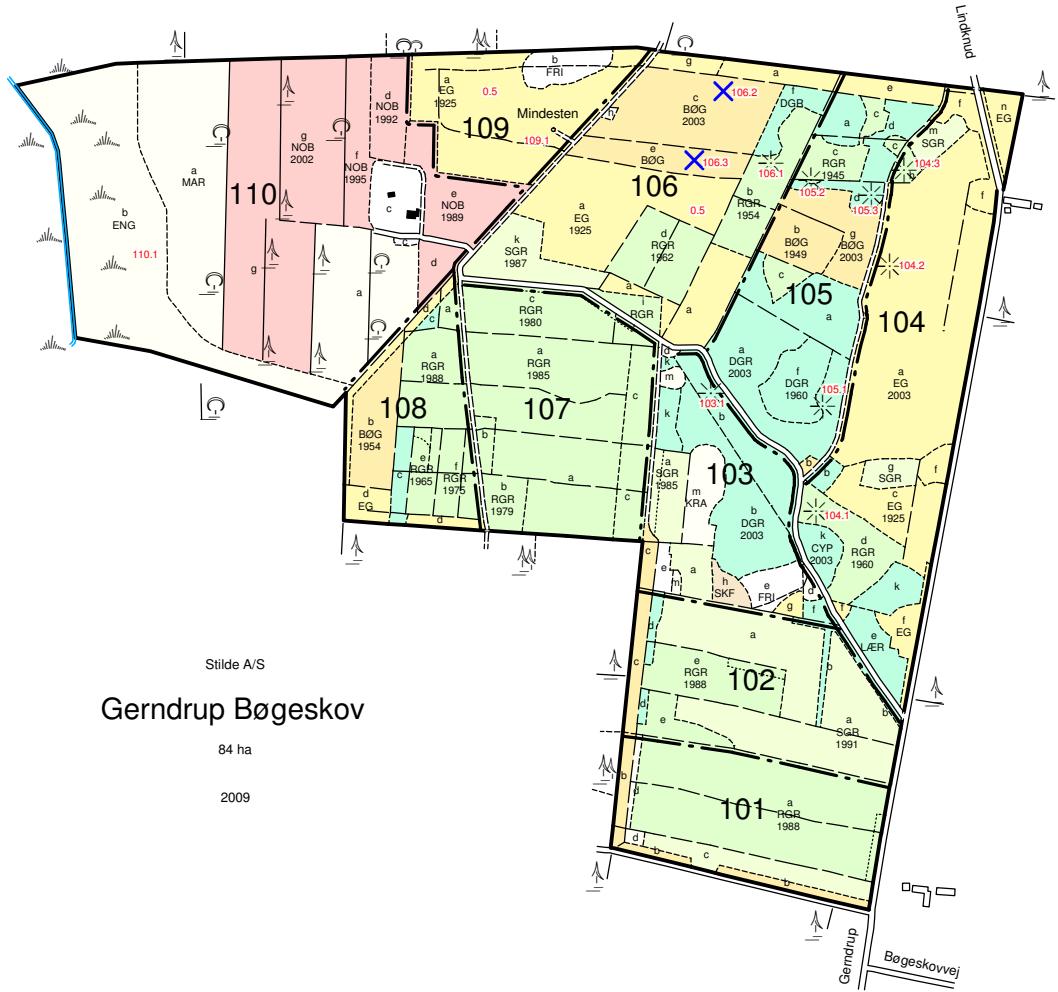 Lindknud
b
FRI
g
a
a
EG
1925
0.5
d
NOB
1992
c
BØG
2003
106.2
f
DGR
e
f
n
EG
Mindesten
n
109
109.1
a
c
d
m
SGR
g
NOB
2002
f
NOB
1995
e
BØG
106.3
106.1
c
RGR
1945
c
104.3
105.2
d
105.3
a
MAR
110
c
e
NOB
1989
106
b
RGR
1954
f
b
ENG
a
EG
1925
0.5
d
RGR
1962
b
BØG
1949
g
BØG
2003
110.1
c
k
SGR
1987
g
d
c
104.2
a
a
105
l
RGR
a
104
c
RGR
1980
a
c
a
a
RGR
1988
a
RGR
1985
d
k
a
DGR
2003
f
DGR
1960
a
EG
2003
m
c
103.1
b
105.1
108
107
k
b
BØG
1954
b
e
RGR
1965
f
RGR
1975
a
SGR
1985
103
b
b
g
SGR
f
c
a
m
KRA
c
EG
1925
d
EG
b
RGR
1979
c
b
DGR
2003
104.1
d
k
CYP
2003
d
RGR
1960
c
e
m
a
h
SKF
e
FRI
d
k
g
f
f
f
EG
d
a
e
LÆR
Stilde A/S
c
e
RGR
1988
102
b
Gerndrup Bøgeskov
d
b
e
a
SGR
1991
84 ha
2009
b
d
101
a
RGR
1988
d
b
c
b
Gerndrup
Bøgeskovvej